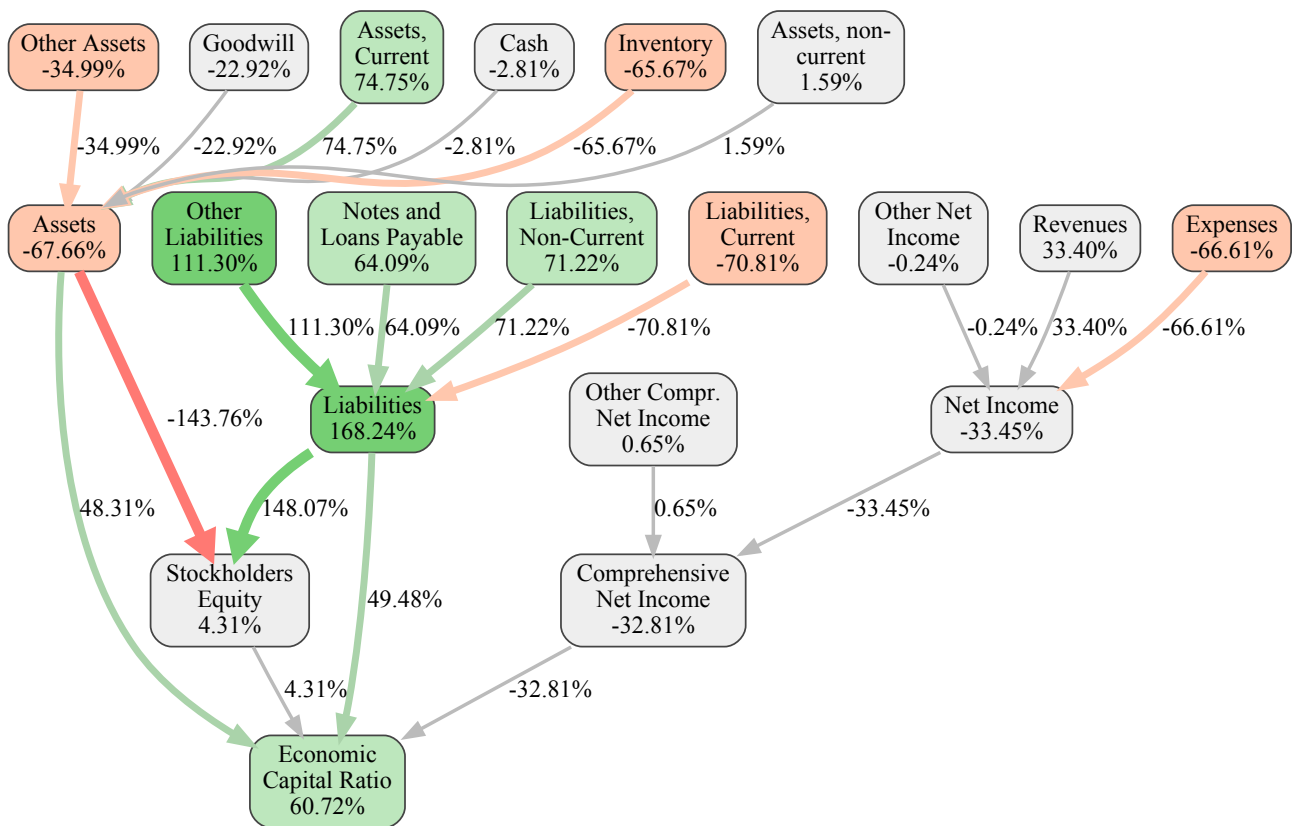 Other Assets
-34.99%
Goodwill
-22.92%
Assets,
Current
74.75%
Cash
-2.81%
Inventory
-65.67%
Assets, non-
current
1.59%
-34.99%
-22.92%
74.75%
-2.81%
-65.67%
1.59%
Assets
-67.66%
Other
Liabilities
111.30%
Notes and
Loans Payable
64.09%
Liabilities,
Non-Current
71.22%
Liabilities,
Current
-70.81%
Other Net
Income
-0.24%
Revenues
33.40%
Expenses
-66.61%
111.30%
64.09%
71.22%
-70.81%
-0.24%
33.40%
-66.61%
-143.76%
Liabilities
168.24%
Other Compr.
Net Income
0.65%
Net Income
-33.45%
48.31%
148.07%
0.65%
-33.45%
Stockholders
Equity
4.31%
49.48%
Comprehensive
Net Income
-32.81%
4.31%
-32.81%
Economic
Capital Ratio
60.72%